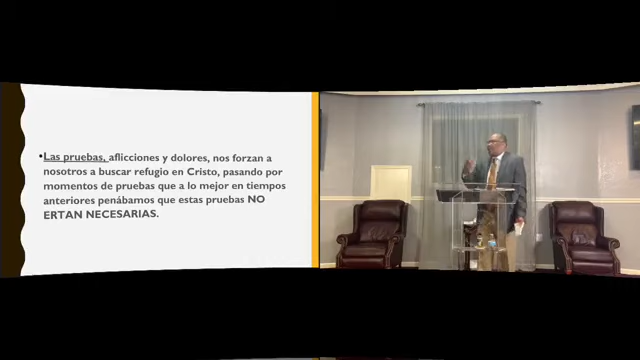 •Las pruebas, aflicciones y dolores, nos forzan a
nosotros a buscar refugio en Cristo, pasando por
momentos de pruebas que a lo mejor en tiempos
anteriores penábamos que estas pruebas NO
ERTAN NECESARIAS.